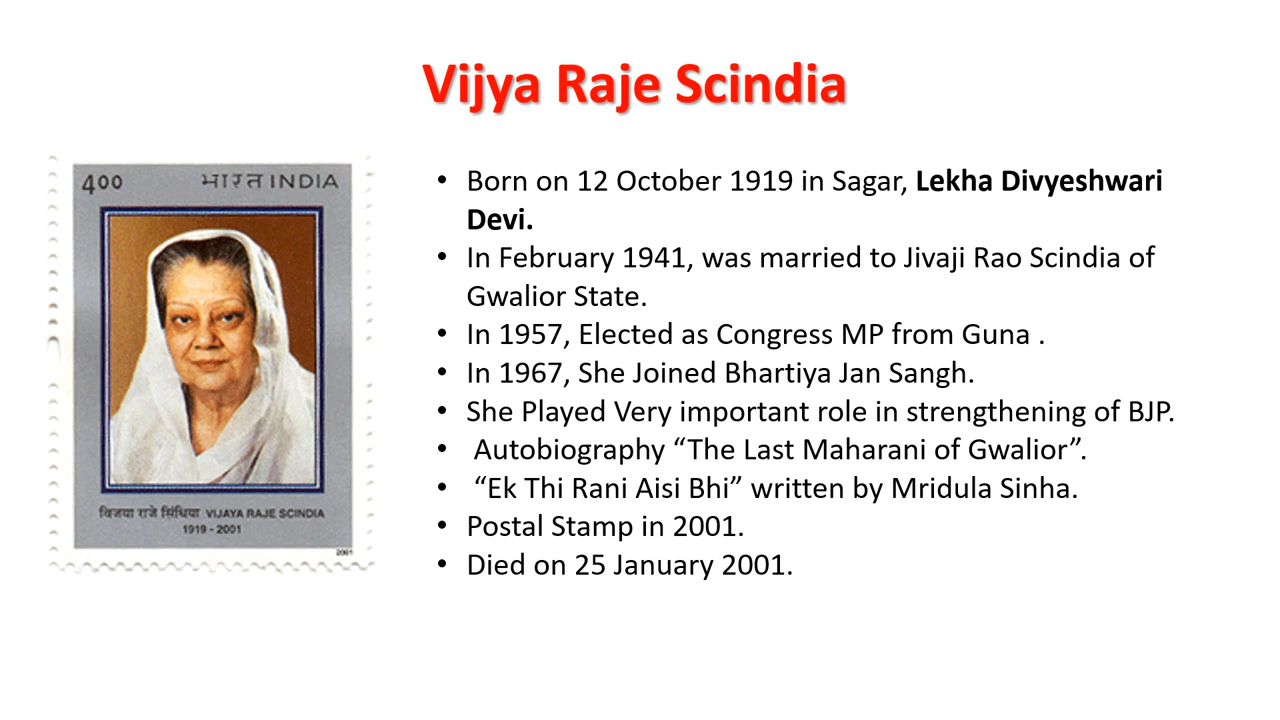 Vijya Raje Scindia
400 भारत INDIA
विजया राजे सिंधिया VIJAYA RAJE SCINDIA
1919 - 2001
2001
• Born on 12 October 1919 in Sagar, Lekha Divyeshwari
Devi.
• In February 1941, was married to Jivaji Rao Scindia of
Gwalior State.
• In 1957, Elected as Congress MP from Guna .
• In 1967, She Joined Bhartiya Jan Sangh.
• She Played Very important role in strengthening of BJP.
• Autobiography “The Last Maharani of Gwalior”.
• “Ek Thi Rani Aisi Bhi” written by Mridula Sinha.
• Postal Stamp in 2001.
• Died on 25 January 2001.